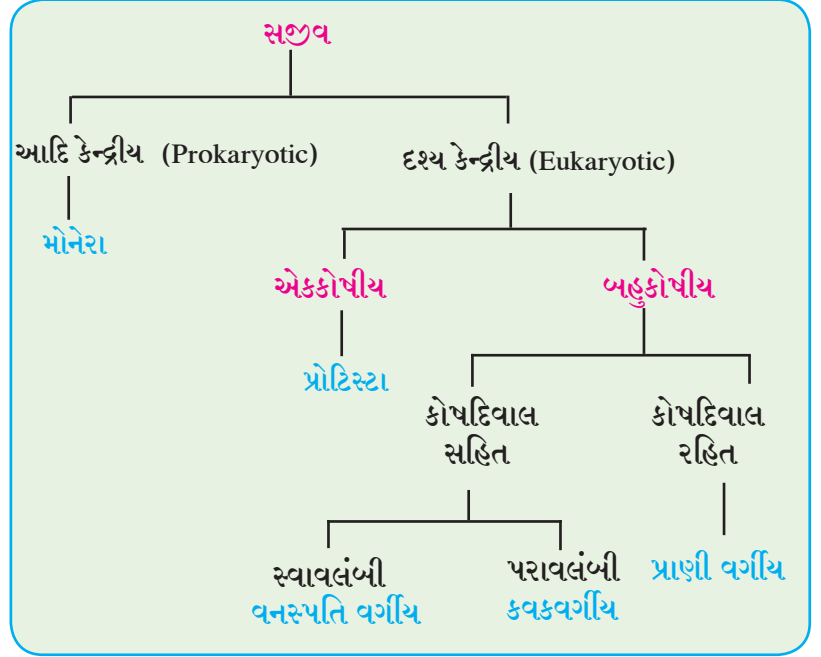 સજીવ
આદિ કેન્દ્રીય (Prokaryotic)
દશ્ય કેન્દ્રીય (Eukaryotic)
મોનેરા
એકકોષીય
બહુકોષીય
પ્રોટિસ્ટા
કોષદિવાલ
સહિત
કોષદિવાલ
રહિત
સ્વાવલંબી
વનસ્પતિ વર્ગીય
પરાવલંબી
કવકવર્ગીય
પ્રાણી વર્ગીય